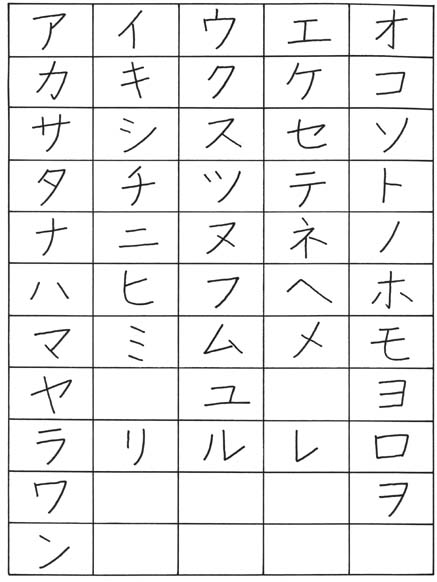 ア イ ウ エ オ
カ キ ク ケ コ
サ シ ス セ ソ
タ チ ツ テ ト
ナ ニ ヌ ネ ノ
ハ ヒ フ ヘ ホ
マ ミ ム メ モ
ヤ ユ ヨ
ラ リ ル レ ロ
ワ ヲ
ン